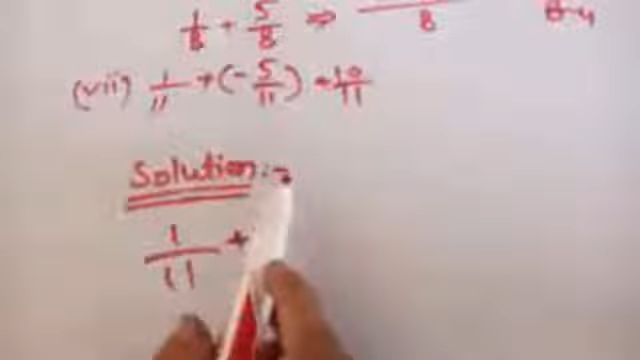 1/8 + 5/8 ⇒ —/8
(vii) 1/11 + (-5/11) + 10/11
Solution :-
1/11 +